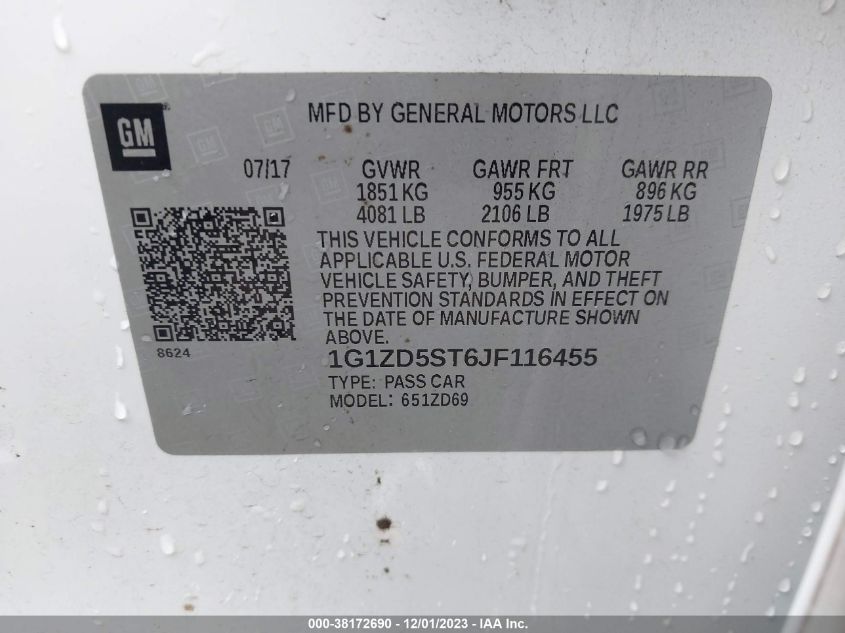 GM
MFD BY GENERAL MOTORS LLC
07/17 GVWR GAWR FRT GAWR RR
1851 KG 955 KG 896 KG
4081 LB 2106 LB 1975 LB
THIS VEHICLE CONFORMS TO ALL
APPLICABLE U.S. FEDERAL MOTOR
VEHICLE SAFETY, BUMPER, AND THEFT
PREVENTION STANDARDS IN EFFECT ON
THE DATE OF MANUFACTURE SHOWN
ABOVE.
8624
1G1ZD5ST6JF116455
TYPE: PASS CAR
MODEL: 651ZD69
000-38172690 - 12/01/2023 - IAA Inc.